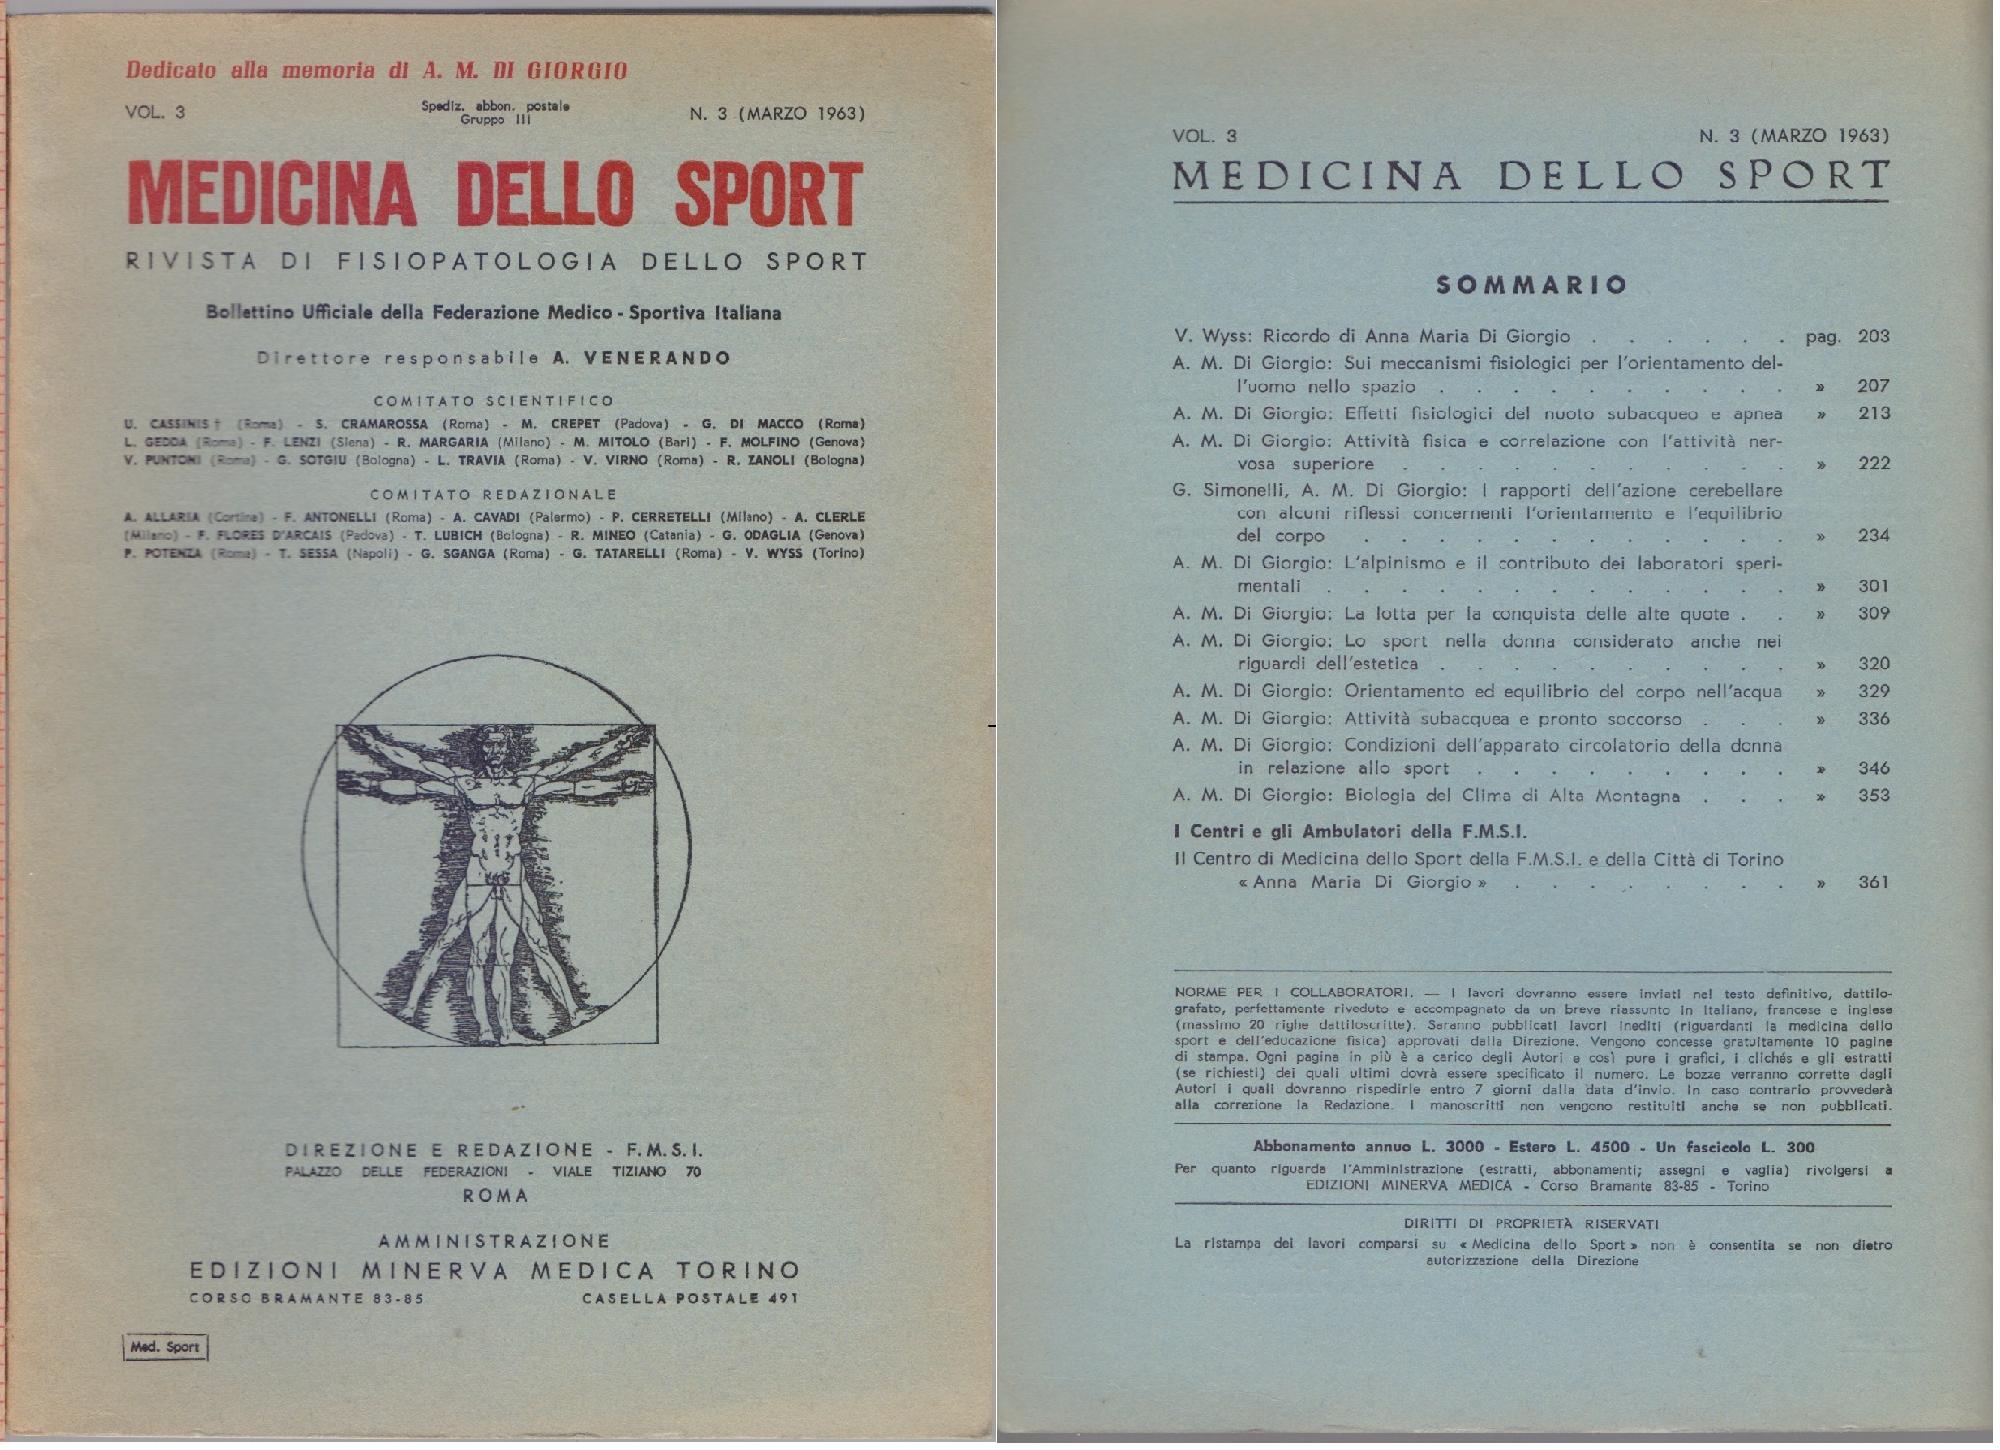 Dedicato alla memoria di A. M. DI GIORGIO
VOL. 3
Spediz. abbon. postale
Gruppo III
N. 3 (MARZO 1963)
MEDICINA DELLO SPORT
RIVISTA DI FISIOPATOLOGIA DELLO SPORT
Bollettino Ufficiale della Federazione Medico - Sportiva Italiana
Direttore responsabile A. VENERANDO
COMITATO SCIENTIFICO
U. CASSINIS † (Roma) - S. CRAMAROSSA (Roma) - M. CREPET (Padova) - G. DI MACCO (Roma)
L. GEDDA (Roma) - F. LENZI (Siena) - R. MARGARIA (Milano) - M. MITOLO (Bari) - F. MOLFINO (Genova)
V. PUNTONI (Roma) - G. SOTGIU (Bologna) - L. TRAVIA (Roma) - V. VIRNO (Roma) - R. ZANOLI (Bologna)
COMITATO REDAZIONALE
A. ALLARIA (Cortina) - F. ANTONELLI (Roma) - A. CAVADI (Palermo) - P. CERRETELLI (Milano) - A. CLERLE
(Milano) - F. FLORES D'ARCAIS (Padova) - T. LUBICH (Bologna) - R. MINEO (Catania) - G. ODAGLIA (Genova)
P. POTENZA (Roma) - T. SESSA (Napoli) - G. SGANGA (Roma) - G. TATARELLI (Roma) - V. WYSS (Torino)
DIREZIONE E REDAZIONE - F.M.S.I.
PALAZZO DELLE FEDERAZIONI - VIALE TIZIANO 70
ROMA
AMMINISTRAZIONE
EDIZIONI MINERVA MEDICA TORINO
CORSO BRAMANTE 83-85 CASELLA POSTALE 491
Med. Sport
VOL. 3 N. 3 (MARZO 1963)
MEDICINA DELLO SPORT
SOMMARIO
V. Wyss: Ricordo di Anna Maria Di Giorgio . . . . . . pag. 203
A. M. Di Giorgio: Sui meccanismi fisiologici per l'orientamento del-
l'uomo nello spazio . . . . . . . . . . » 207
A. M. Di Giorgio: Effetti fisiologici del nuoto subacqueo e apnea » 213
A. M. Di Giorgio: Attività fisica e correlazione con l'attività ner-
vosa superiore . . . . . . . . . . . » 222
G. Simonelli, A. M. Di Giorgio: I rapporti dell'azione cerebellare
con alcuni riflessi concernenti l'orientamento e l'equilibrio
del corpo . . . . . . . . . . . . » 234
A. M. Di Giorgio: L'alpinismo e il contributo dei laboratori speri-
mentali . . . . . . . . . . . . . » 301
A. M. Di Giorgio: La lotta per la conquista delle alte quote . . » 309
A. M. Di Giorgio: Lo sport nella donna considerato anche nei
riguardi dell'estetica . . . . . . . . . . » 320
A. M. Di Giorgio: Orientamento ed equilibrio del corpo nell'acqua » 329
A. M. Di Giorgio: Attività subacquea e pronto soccorso . . . » 336
A. M. Di Giorgio: Condizioni dell'apparato circolatorio della donna
in relazione allo sport . . . . . . . . . » 346
A. M. Di Giorgio: Biologia del Clima di Alta Montagna . . . » 353
I Centri e gli Ambulatori della F.M.S.I.
Il Centro di Medicina dello Sport della F.M.S.I. e della Città di Torino
« Anna Maria Di Giorgio » . . . . . . . . » 361
NORME PER I COLLABORATORI. — I lavori dovranno essere inviati nel testo definitivo, dattilo-
grafato, perfettamente riveduto e accompagnato da un breve riassunto in italiano, francese e inglese
(massimo 20 righe dattiloscritte). Saranno pubblicati lavori inediti (riguardanti la medicina dello
sport e dell'educazione fisica) approvati dalla Direzione. Vengono concesse gratuitamente 10 pagine
di stampa. Ogni pagina in più è a carico degli Autori e così pure i grafici, i clichés e gli estratti
(se richiesti) dei quali ultimi dovrà essere specificato il numero. Le bozze verranno corrette dagli
Autori i quali dovranno rispedirle entro 7 giorni dalla data d'invio. In caso contrario provvederà
alla correzione la Redazione. I manoscritti non vengono restituiti anche se non pubblicati.
Abbonamento annuo L. 3000 - Estero L. 4500 - Un fascicolo L. 300
Per quanto riguarda l'Amministrazione (estratti, abbonamenti; assegni e vaglia) rivolgersi a
EDIZIONI MINERVA MEDICA - Corso Bramante 83-85 - Torino
DIRITTI DI PROPRIETÀ RISERVATI
La ristampa dei lavori comparsi su « Medicina dello Sport » non è consentita se non dietro
autorizzazione della Direzione